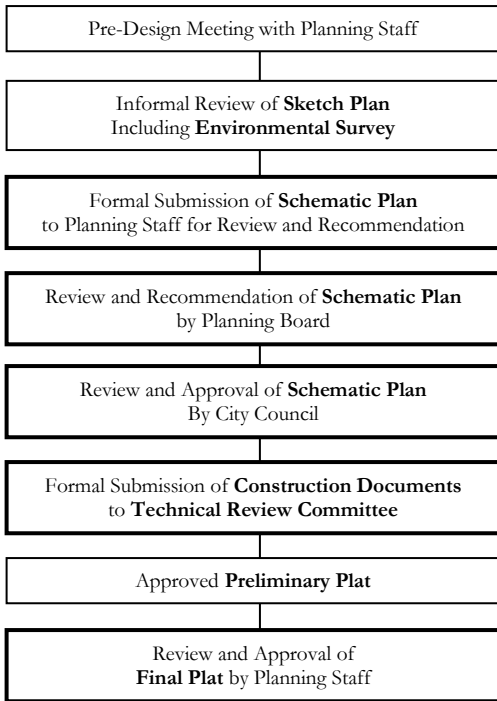 Pre-Design Meeting with Planning Staff
Informal Review of Sketch Plan
Including Environmental Survey
Formal Submission of Schematic Plan
to Planning Staff for Review and Recommendation
Review and Recommendation of Schematic Plan
by Planning Board
Review and Approval of Schematic Plan
By City Council
Formal Submission of Construction Documents
to Technical Review Committee
Approved Preliminary Plat
Review and Approval of
Final Plat by Planning Staff